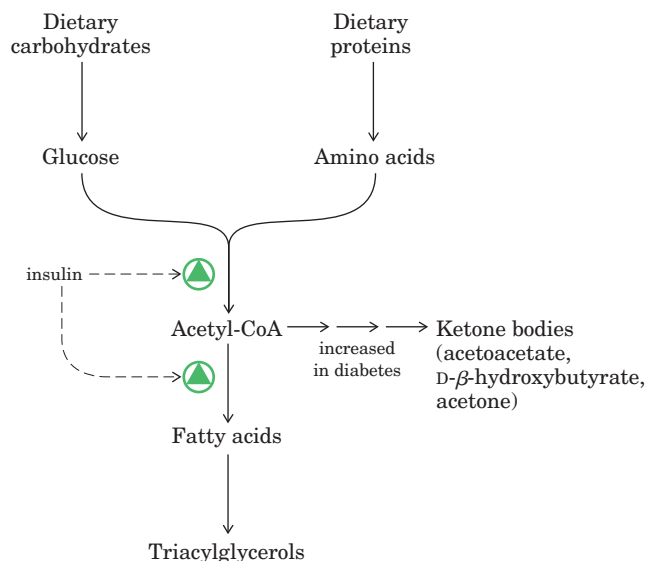 Dietary
carbohydrates
Dietary
proteins
Glucose
Amino acids
insulin
Acetyl-CoA
increased
in diabetes
Ketone bodies
(acetoacetate,
D-β-hydroxybutyrate,
acetone)
Fatty acids
Triacylglycerols